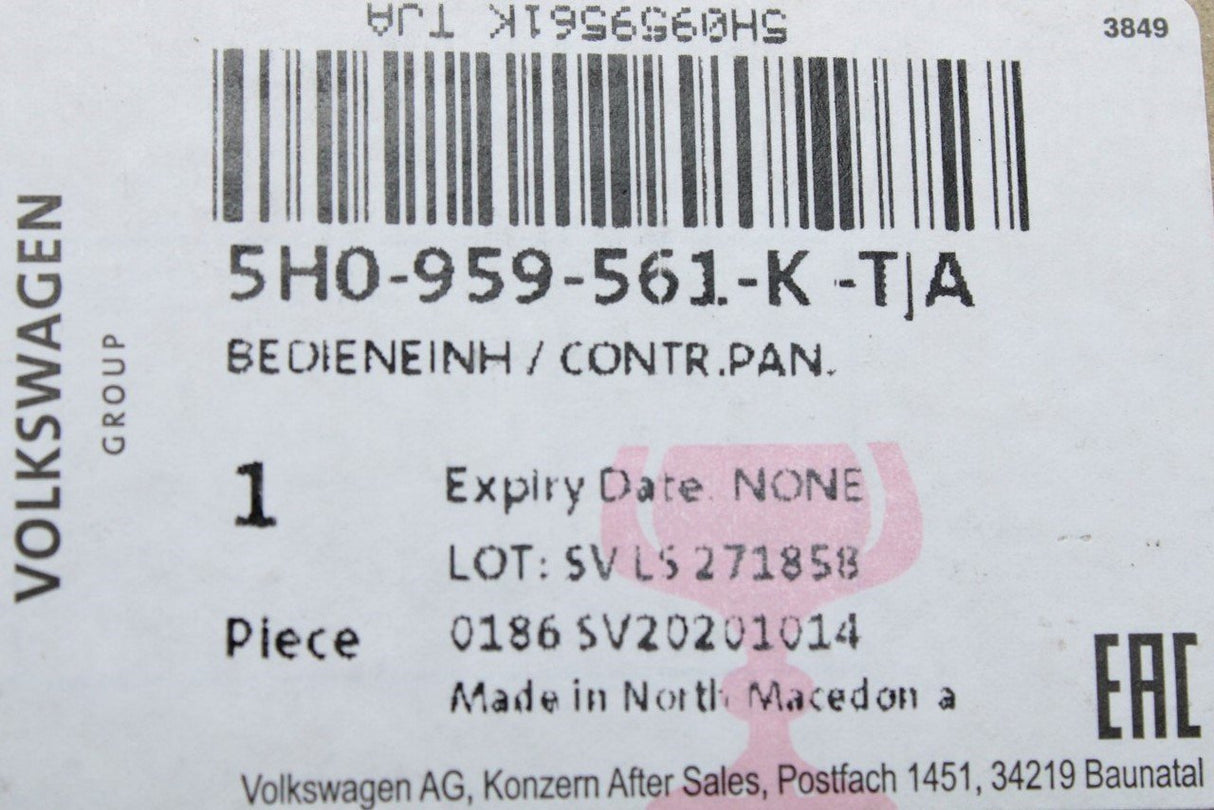 5H0959561K TJA
3849
5H0-959-561-K -TJA
BEDIENEINH / CONTR.PAN.
VOLKSWAGEN
GROUP
1
Expiry Date. NONE
LOT: SV LS 271858
Piece
0186 SV20201014
Made in North Macedon a
EAC
Volkswagen AG, Konzern After Sales, Postfach 1451, 34219 Baunatal